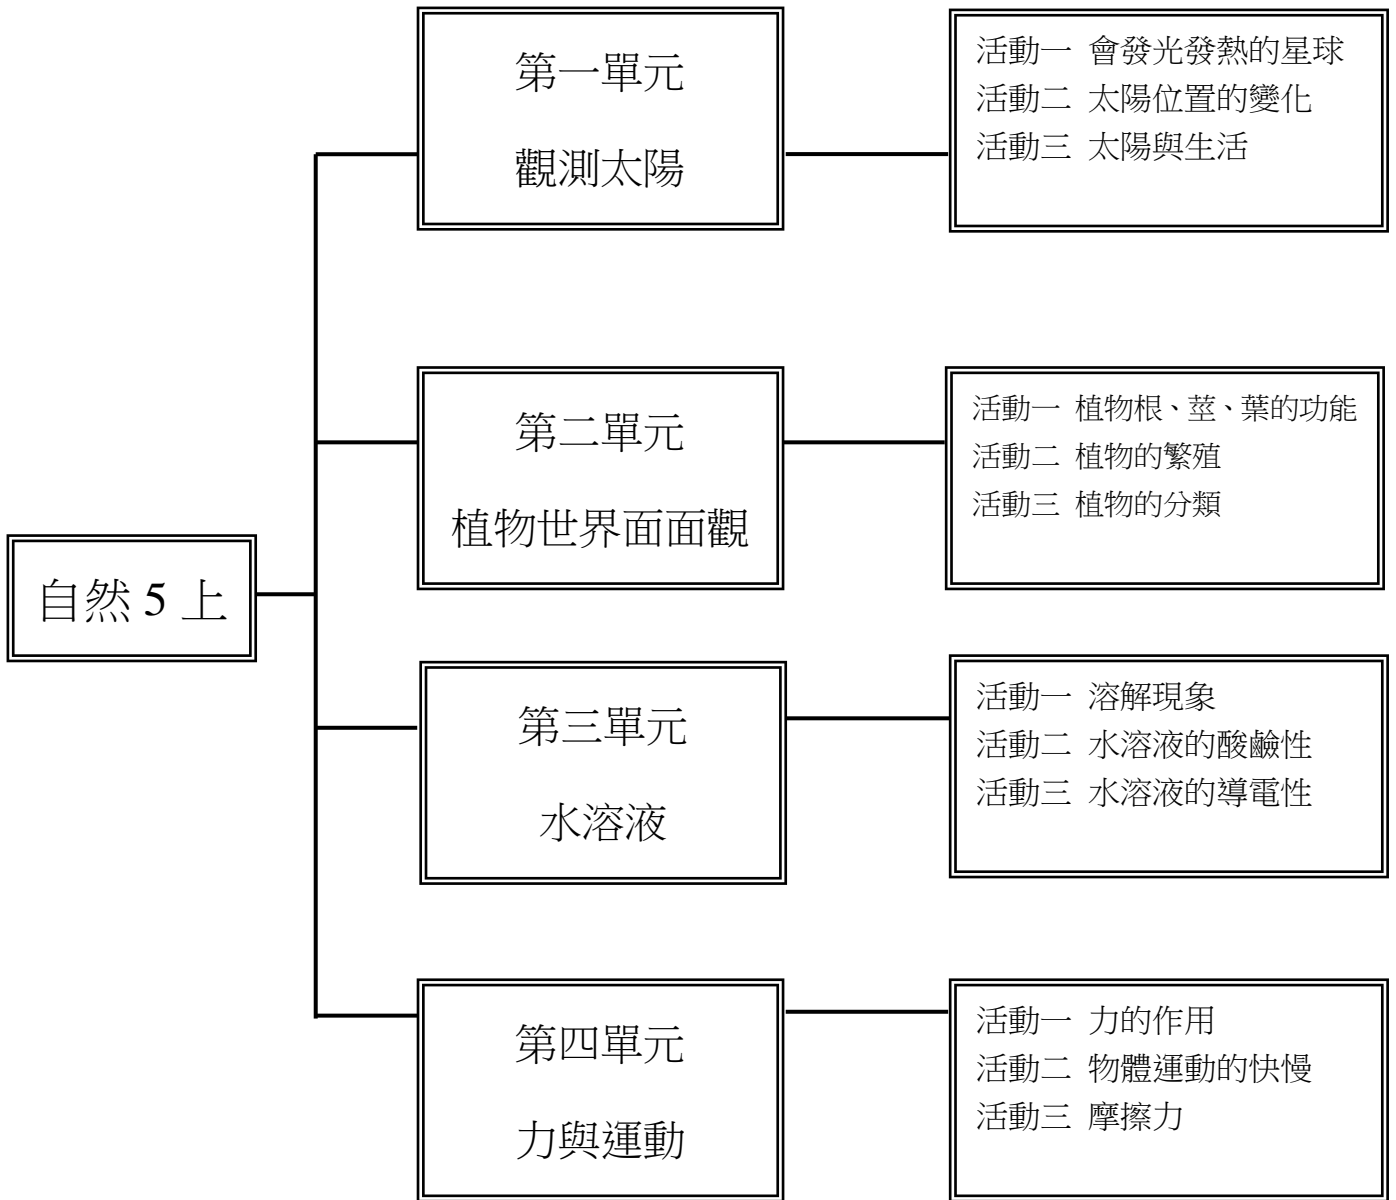 自然 5 上
第一單元
觀測太陽
活動一 會發光發熱的星球
活動二 太陽位置的變化
活動三 太陽與生活
第二單元
植物世界面面觀
活動一 植物根、莖、葉的功能
活動二 植物的繁殖
活動三 植物的分類
第三單元
水溶液
活動一 溶解現象
活動二 水溶液的酸鹼性
活動三 水溶液的導電性
第四單元
力與運動
活動一 力的作用
活動二 物體運動的快慢
活動三 摩擦力